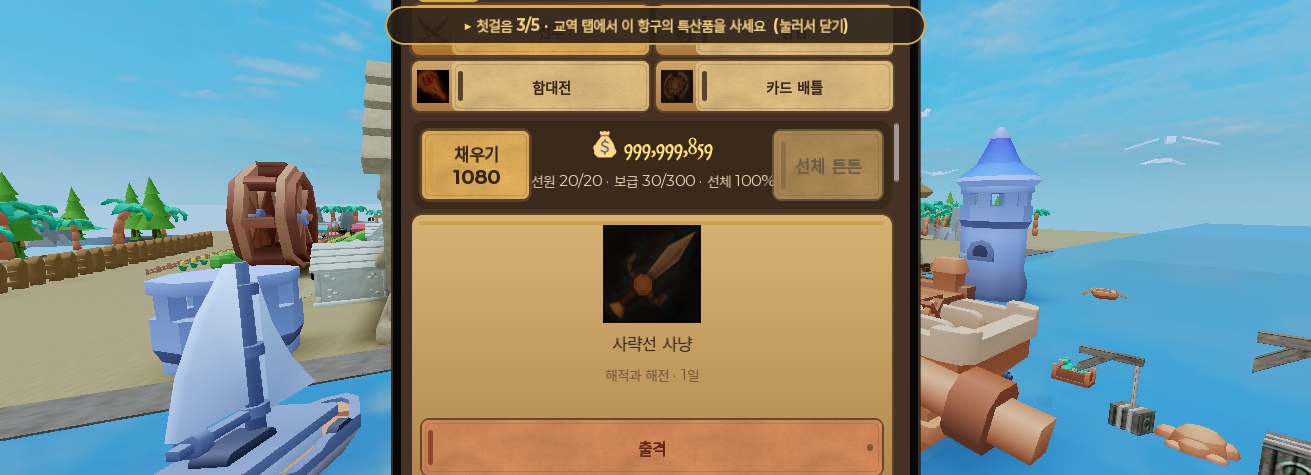 ▸ 첫걸음 3/5 · 교역 탭에서 이 항구의 특산품을 사세요 (눌러서 닫기)
함대전
카드 배틀
채우기
1080
999,999,859
선원 20/20 · 보급 30/300 · 선체 100%
선체 튼튼
사략선 사냥
해적과 해전 · 1일
출격